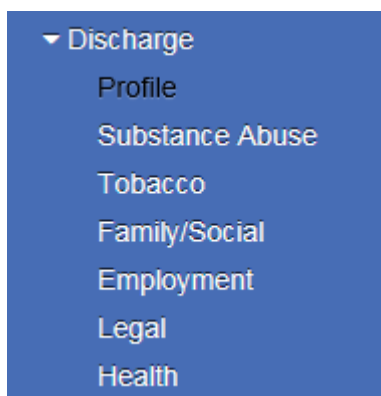 Discharge
Profile
Substance Abuse
Tobacco
Family/Social
Employment
Legal
Health